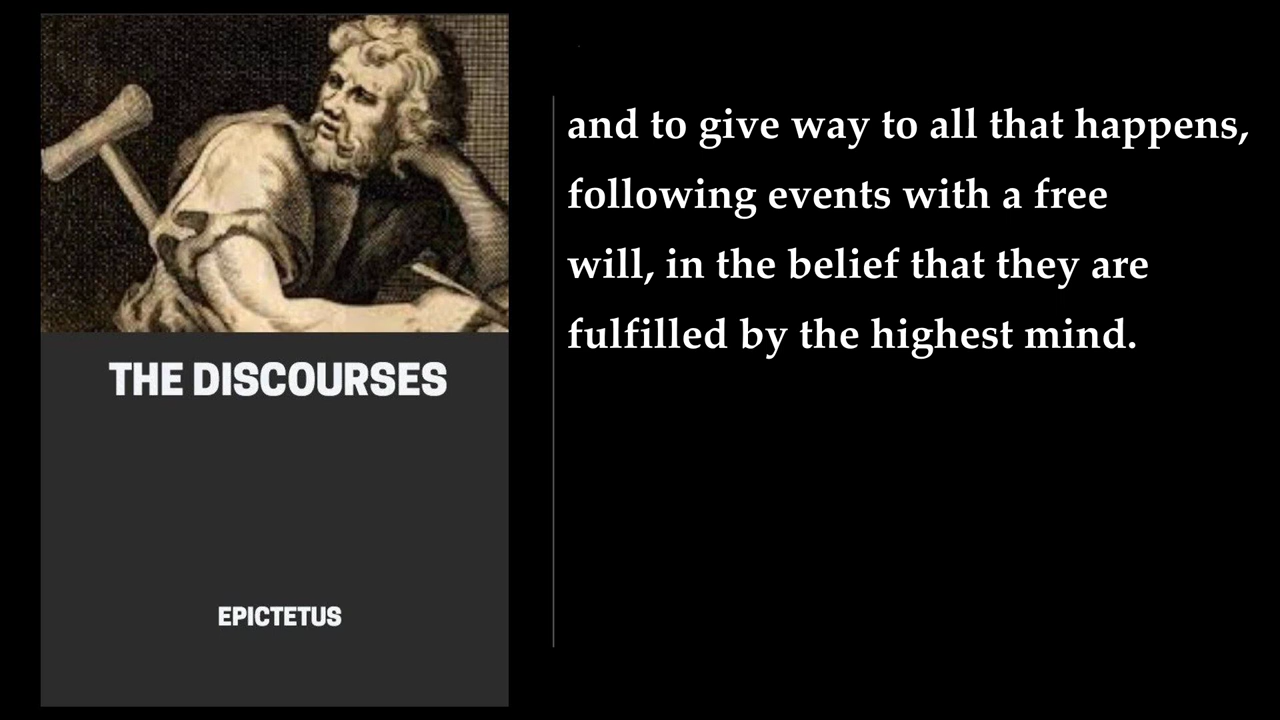 THE DISCOURSES
EPICTETUS
and to give way to all that happens,
following events with a free
will, in the belief that they are
fulfilled by the highest mind.